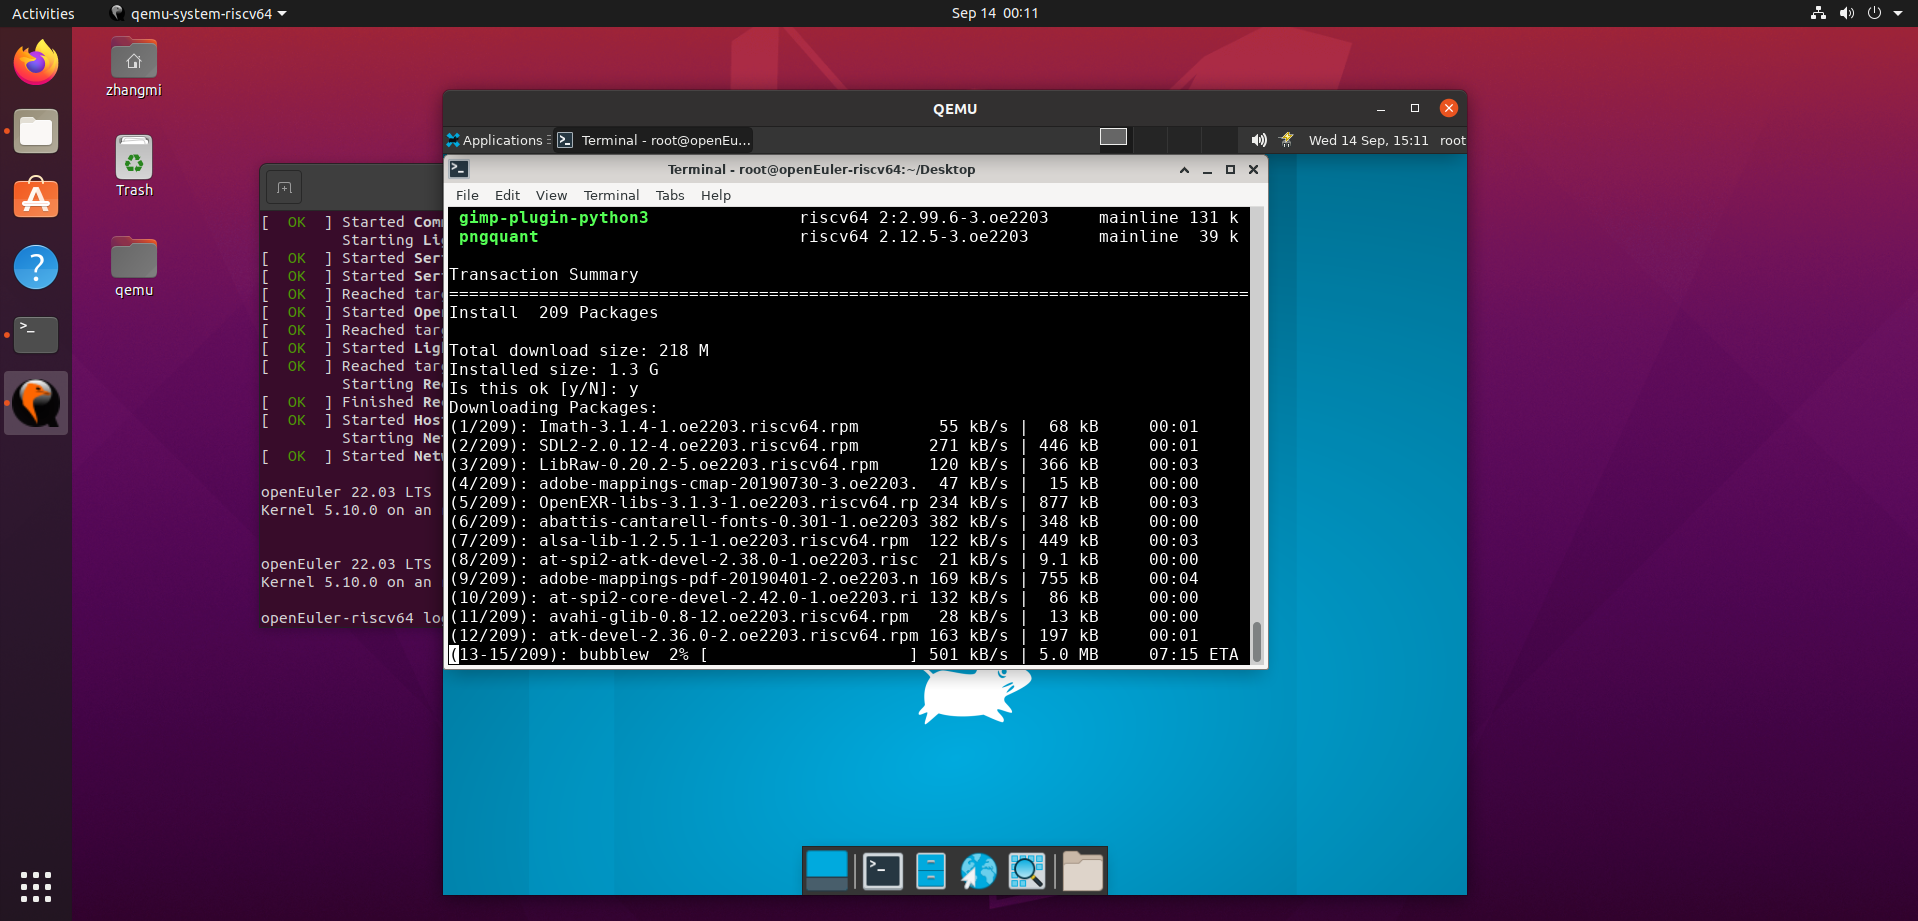 Activities
qemu-system-riscv64
Sep 14 00:11
zhangmi
Trash
qemu
[ OK ] Started Com
Starting Li
[ OK ] Started Ser
[ OK ] Started Ser
[ OK ] Reached tar
[ OK ] Started Ope
[ OK ] Reached tar
[ OK ] Started Lig
[ OK ] Reached tar
Starting Re
[ OK ] Finished Re
[ OK ] Started Hos
Starting Ne
[ OK ] Started Net
openEuler 22.03 LTS
Kernel 5.10.0 on an
openEuler 22.03 LTS
Kernel 5.10.0 on an
openEuler-riscv64 lo
QEMU
Applications
Terminal - root@openEu...
Wed 14 Sep, 15:11 root
Terminal - root@openEuler-riscv64:~/Desktop
File Edit View Terminal Tabs Help
gimp-plugin-python3 riscv64 2:2.99.6-3.oe2203 mainline 131 k
pngquant riscv64 2.12.5-3.oe2203 mainline 39 k
Transaction Summary
================================================================================
Install 209 Packages
Total download size: 218 M
Installed size: 1.3 G
Is this ok [y/N]: y
Downloading Packages:
(1/209): Imath-3.1.4-1.oe2203.riscv64.rpm 55 kB/s | 68 kB 00:01
(2/209): SDL2-2.0.12-4.oe2203.riscv64.rpm 271 kB/s | 446 kB 00:01
(3/209): LibRaw-0.20.2-5.oe2203.riscv64.rpm 120 kB/s | 366 kB 00:03
(4/209): adobe-mappings-cmap-20190730-3.oe2203. 47 kB/s | 15 kB 00:00
(5/209): OpenEXR-libs-3.1.3-1.oe2203.riscv64.rp 234 kB/s | 877 kB 00:03
(6/209): abattis-cantarell-fonts-0.301-1.oe2203 382 kB/s | 348 kB 00:00
(7/209): alsa-lib-1.2.5.1-1.oe2203.riscv64.rpm 122 kB/s | 449 kB 00:03
(8/209): at-spi2-atk-devel-2.38.0-1.oe2203.risc 21 kB/s | 9.1 kB 00:00
(9/209): adobe-mappings-pdf-20190401-2.oe2203.n 169 kB/s | 755 kB 00:04
(10/209): at-spi2-core-devel-2.42.0-1.oe2203.ri 132 kB/s | 86 kB 00:00
(11/209): avahi-glib-0.8-12.oe2203.riscv64.rpm 28 kB/s | 13 kB 00:00
(12/209): atk-devel-2.36.0-2.oe2203.riscv64.rpm 163 kB/s | 197 kB 00:01
(13-15/209): bubblew 2% [ ] 501 kB/s | 5.0 MB 07:15 ETA